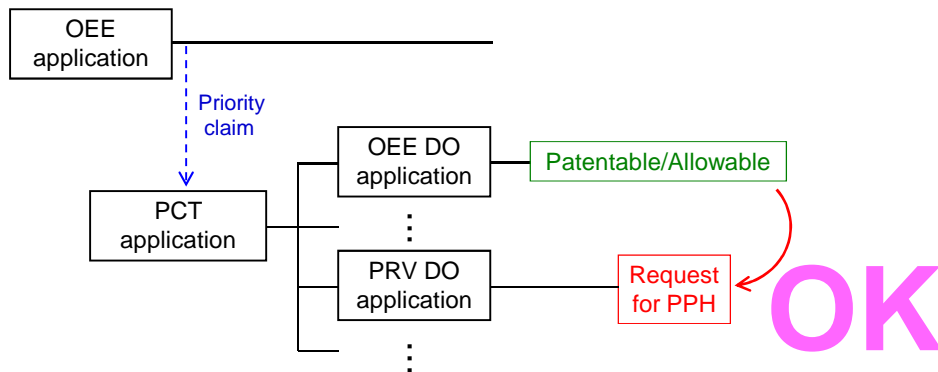 OEE
application
Priority
claim
OEE DO
application
Patentable/Allowable
PCT
application
PRV DO
application
Request
for PPH
OK